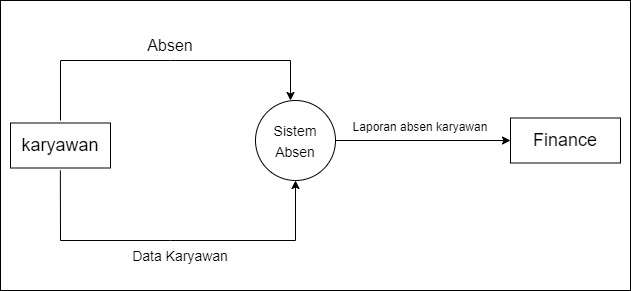 Absen
karyawan
Sistem
Absen
Laporan absen karyawan
Finance
Data Karyawan